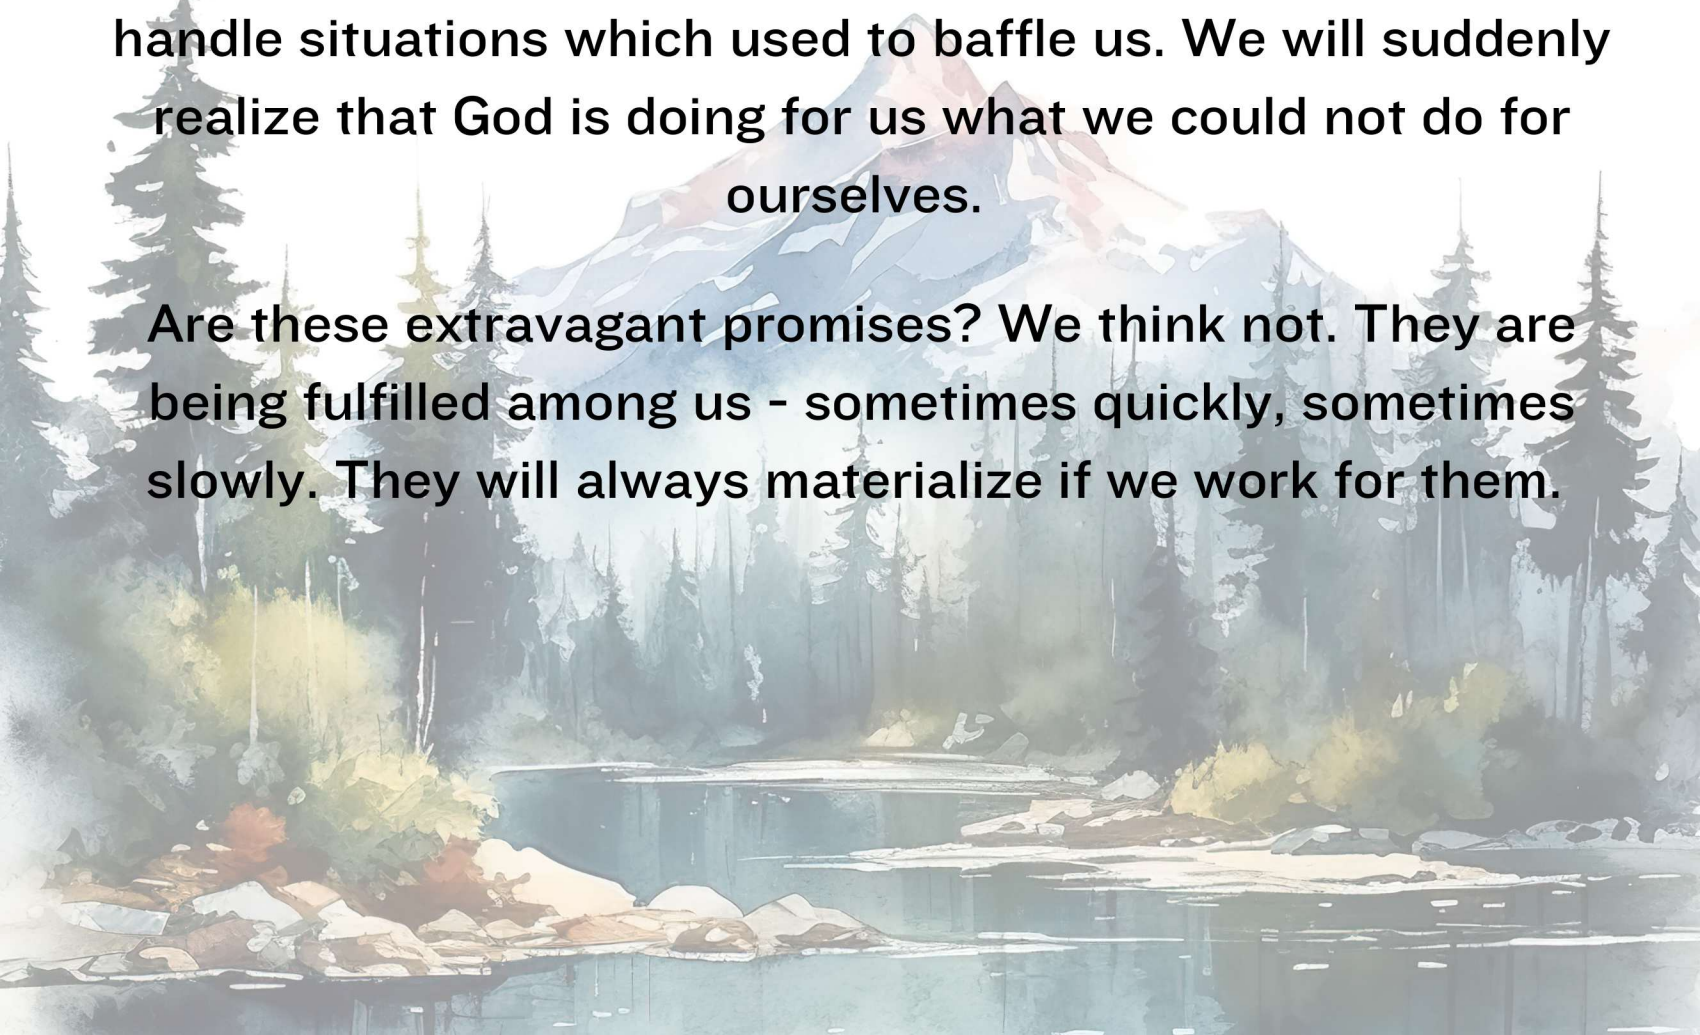 handle situations which used to baffle us. We will suddenly
realize that God is doing for us what we could not do for
ourselves.
Are these extravagant promises? We think not. They are
being fulfilled among us - sometimes quickly, sometimes
slowly. They will always materialize if we work for them.